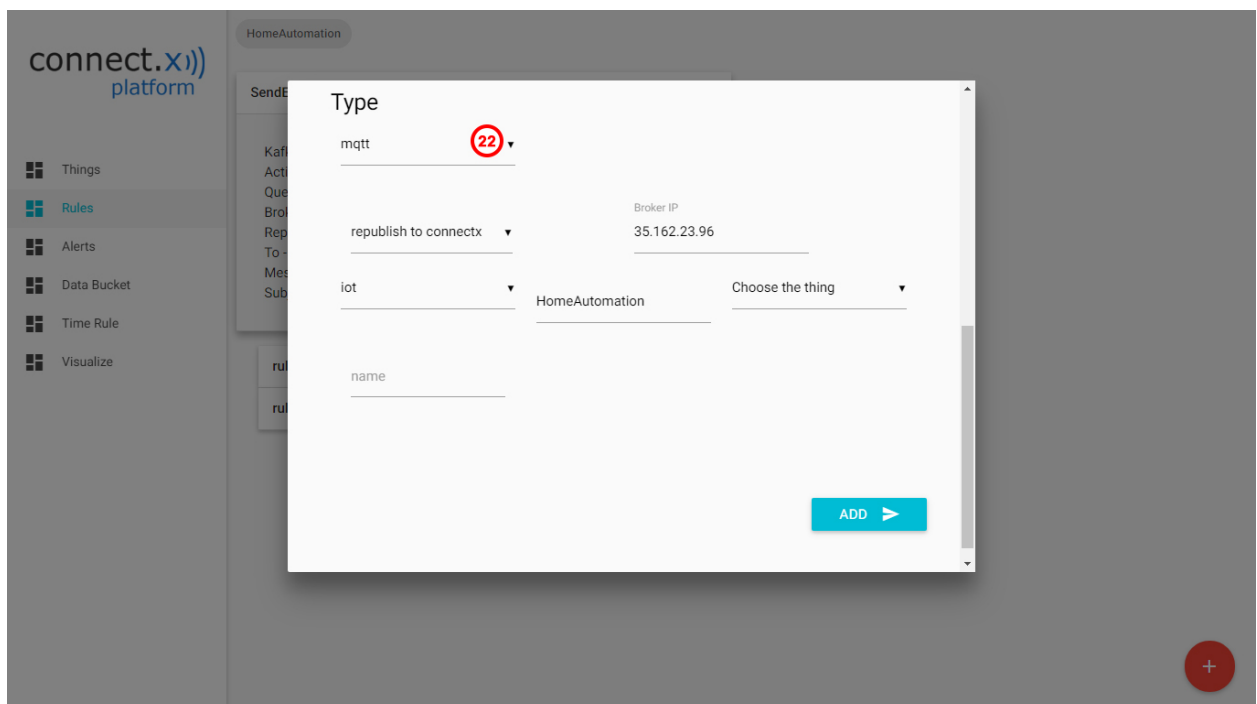 HomeAutomation
connect.x
platform
SendE
Type
mqtt
22
Kafk
Acti
Que
Brok
Rep
To -
Mes
Sub
Things
Rules
Alerts
Data Bucket
Time Rule
Visualize
Broker IP
republish to connectx
35.162.23.96
iot
HomeAutomation
Choose the thing
rul
rul
name
ADD
+